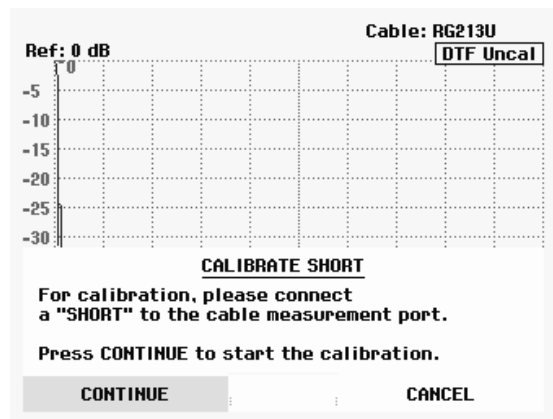 Cable: RG213U
Ref: 0 dB
DTF Uncal
0
-5
-10
-15
-20
-25
-30
CALIBRATE SHORT
For calibration, please connect
a "SHORT" to the cable measurement port.
Press CONTINUE to start the calibration.
CONTINUE
CANCEL